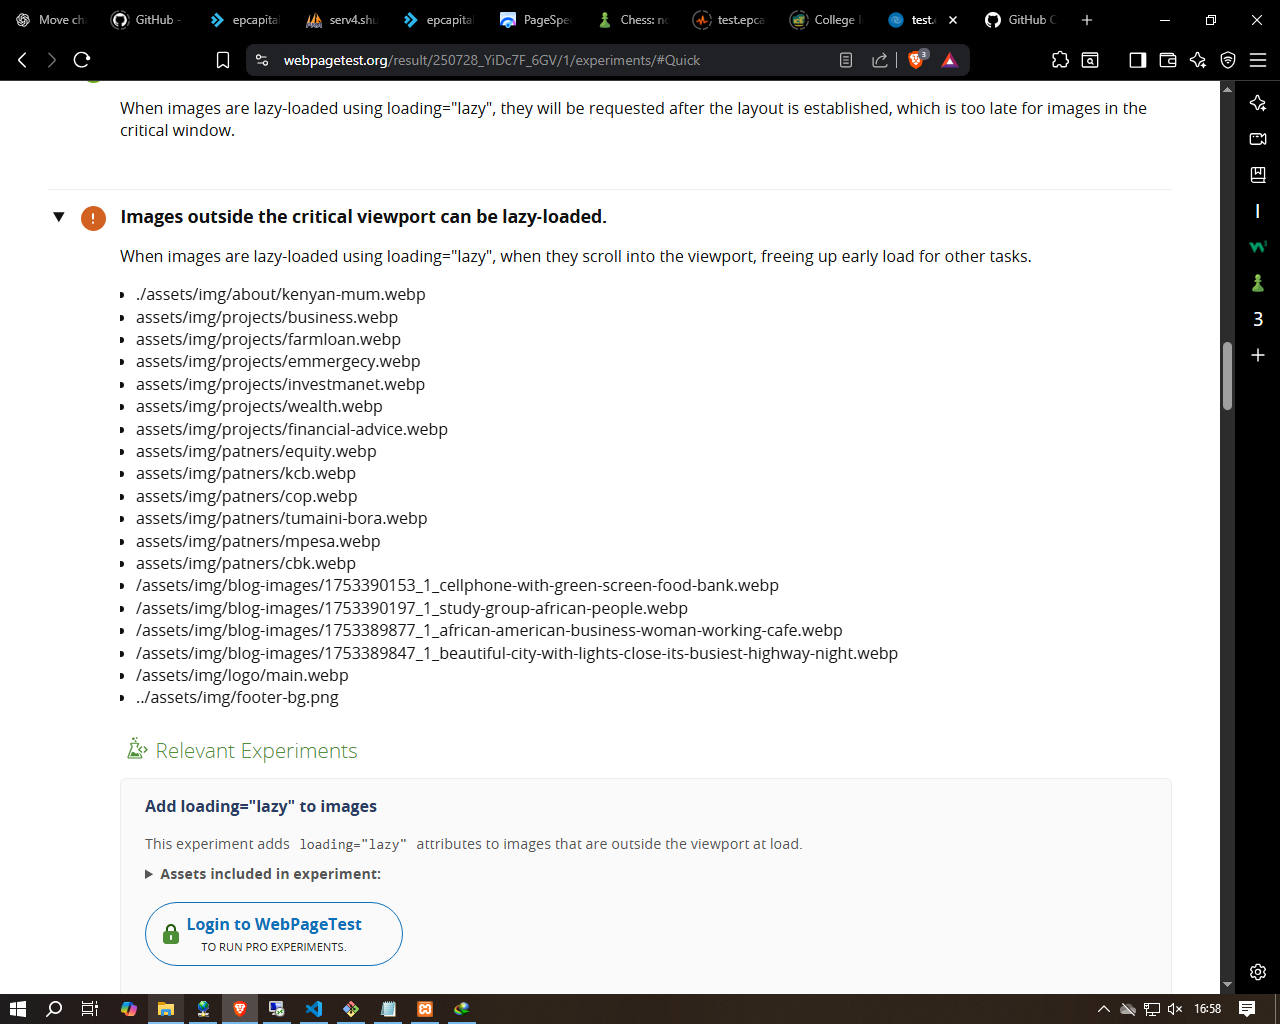 Move ch
GitHub -
epcapital
serv4.shu
epcapital
PageSpe
Chess: no
test.epca
College I
test.
GitHub C
webpagetest.org/result/250728_YiDc7F_6GV/1/experiments/#Quick
3
When images are lazy-loaded using loading="lazy", they will be requested after the layout is established, which is too late for images in the
critical window.
Images outside the critical viewport can be lazy-loaded.
When images are lazy-loaded using loading="lazy", when they scroll into the viewport, freeing up early load for other tasks.
./assets/img/about/kenyan-mum.webp
assets/img/projects/business.webp
assets/img/projects/farmloan.webp
assets/img/projects/emmergecy.webp
assets/img/projects/investmanet.webp
assets/img/projects/wealth.webp
assets/img/projects/financial-advice.webp
assets/img/patners/equity.webp
assets/img/patners/kcb.webp
assets/img/patners/cop.webp
assets/img/patners/tumaini-bora.webp
assets/img/patners/mpesa.webp
assets/img/patners/cbk.webp
/assets/img/blog-images/1753390153_1_cellphone-with-green-screen-food-bank.webp
/assets/img/blog-images/1753390197_1_study-group-african-people.webp
/assets/img/blog-images/1753389877_1_african-american-business-woman-working-cafe.webp
/assets/img/blog-images/1753389847_1_beautiful-city-with-lights-close-its-busiest-highway-night.webp
/assets/img/logo/main.webp
../assets/img/footer-bg.png
Relevant Experiments
Add loading="lazy" to images
This experiment adds loading="lazy" attributes to images that are outside the viewport at load.
Assets included in experiment:
Login to WebPageTest
TO RUN PRO EXPERIMENTS.
I
3
16:58